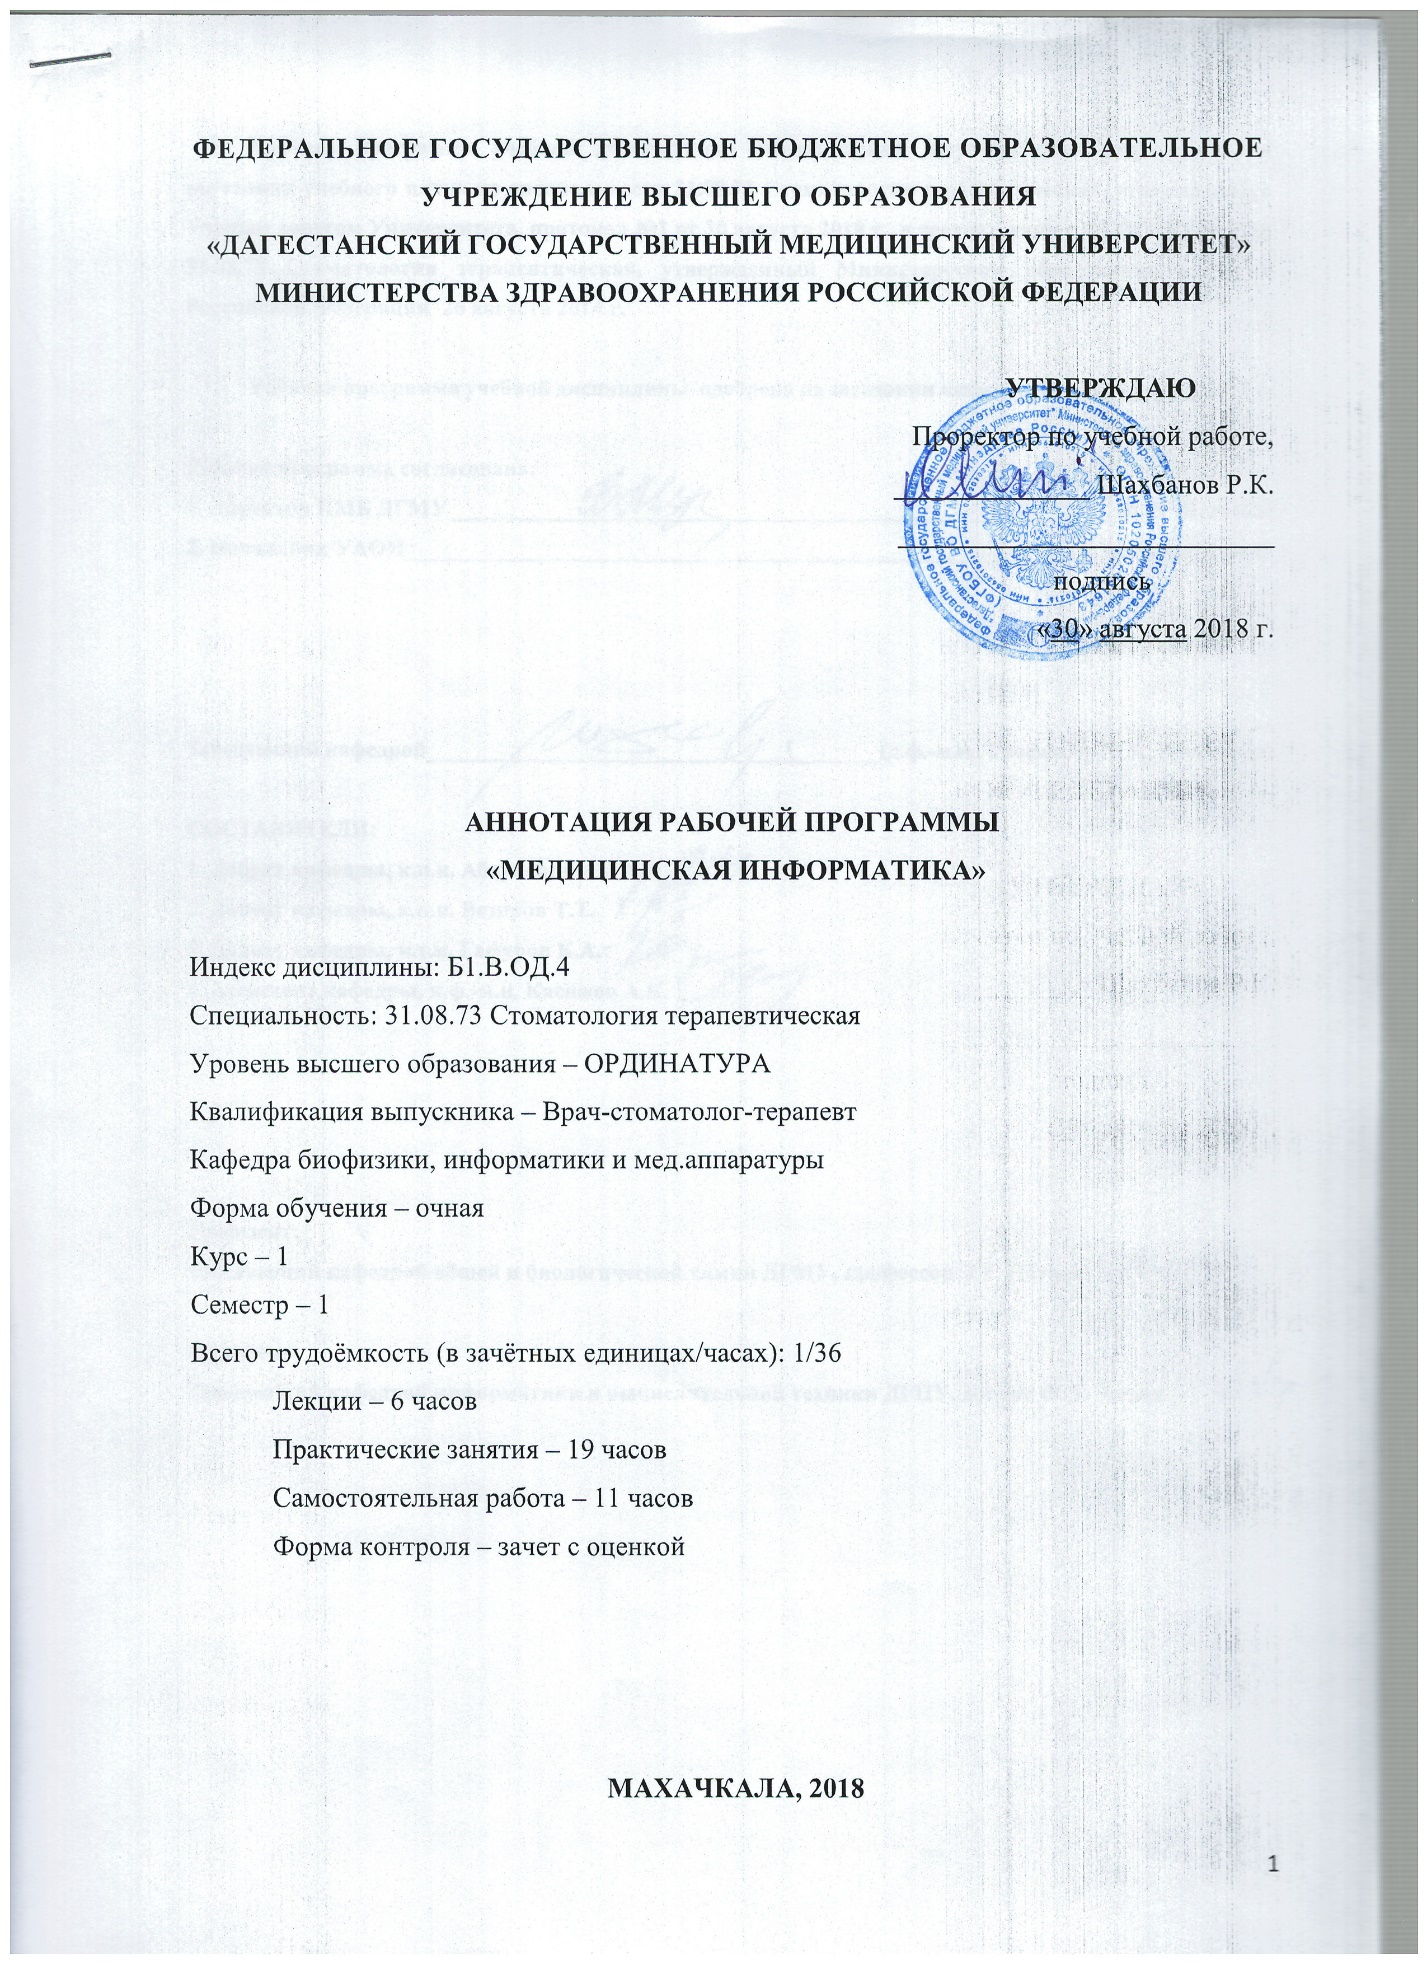 ФЕДЕРАЛЬНОЕ ГОСУДАРСТВЕННОЕ БЮДЖЕТНОЕ ОБРАЗОВАТЕЛЬНОЕ
УЧРЕЖДЕНИЕ ВЫСШЕГО ОБРАЗОВАНИЯ
«ДАГЕСТАНСКИЙ ГОСУДАРСТВЕННЫЙ МЕДИЦИНСКИЙ УНИВЕРСИТЕТ»
МИНИСТЕРСТВА ЗДРАВООХРАНЕНИЯ РОССИЙСКОЙ ФЕДЕРАЦИИ
УТВЕРЖДАЮ
Проректор по учебной работе,
Шахбанов Р.К.
подпись
«30» августа 2018 г.
АННОТАЦИЯ РАБОЧЕЙ ПРОГРАММЫ
«МЕДИЦИНСКАЯ ИНФОРМАТИКА»
Индекс дисциплины: Б1.В.ОД.4
Специальность: 31.08.73 Стоматология терапевтическая
Уровень высшего образования – ОРДИНАТУРА
Квалификация выпускника – Врач-стоматолог-терапевт
Кафедра биофизики, информатики и мед.аппаратуры
Форма обучения – очная
Курс – 1
Семестр – 1
Всего трудоёмкость (в зачётных единицах/часах): 1/36
Лекции – 6 часов
Практические занятия – 19 часов
Самостоятельная работа – 11 часов
Форма контроля – зачет с оценкой
МАХАЧКАЛА, 2018
1